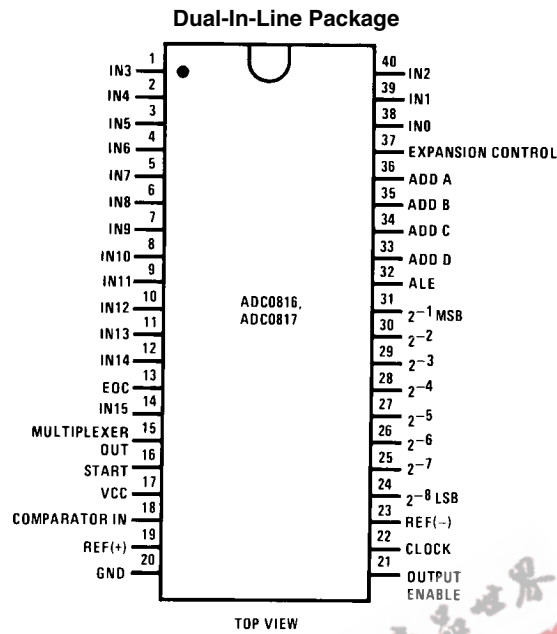 Dual-In-Line Package
1
IN3
2
IN4
3
IN5
4
IN6
5
IN7
6
IN8
7
IN9
8
IN10
9
IN11
10
IN12
11
IN13
12
IN14
13
EOC
14
IN15
15
MULTIPLEXER
OUT
16
START
17
VCC
18
COMPARATOR IN
19
REF(+)
20
GND
ADC0816,
ADC0817
40
IN2
39
IN1
38
IN0
37
EXPANSION CONTROL
36
ADD A
35
ADD B
34
ADD C
33
ADD D
32
ALE
31
2⁻¹ MSB
30
2⁻²
29
2⁻³
28
2⁻⁴
27
2⁻⁵
26
2⁻⁶
25
2⁻⁷
24
2⁻⁸ LSB
23
REF(−)
22
CLOCK
21
OUTPUT
ENABLE
TOP VIEW